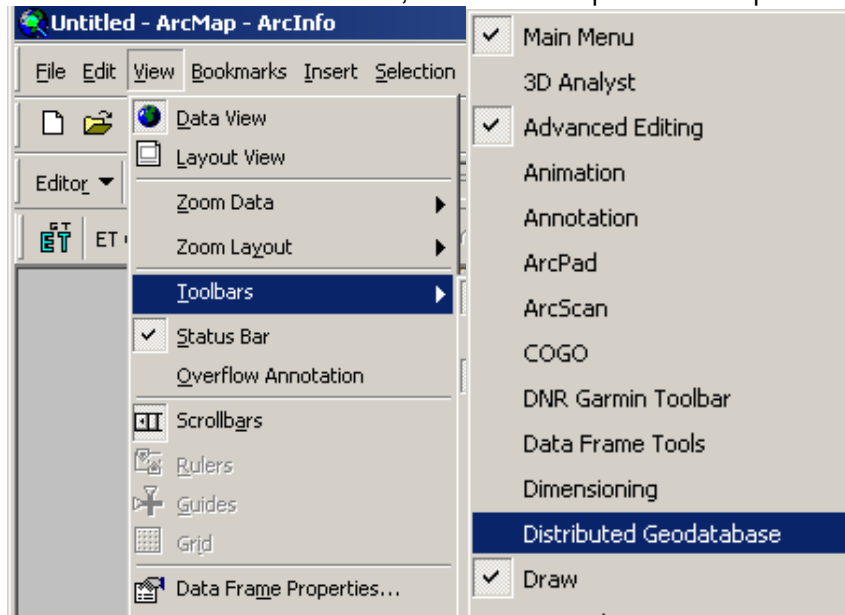 Untitled - ArcMap - ArcInfo
File Edit View Bookmarks Insert Selection
Editor
ET ET
Data View
Layout View
Zoom Data
Zoom Layout
Toolbars
Status Bar
Overflow Annotation
Scrollbars
Rulers
Guides
Grid
Data Frame Properties...
Main Menu
3D Analyst
Advanced Editing
Animation
Annotation
ArcPad
ArcScan
COGO
DNR Garmin Toolbar
Data Frame Tools
Dimensioning
Distributed Geodatabase
Draw